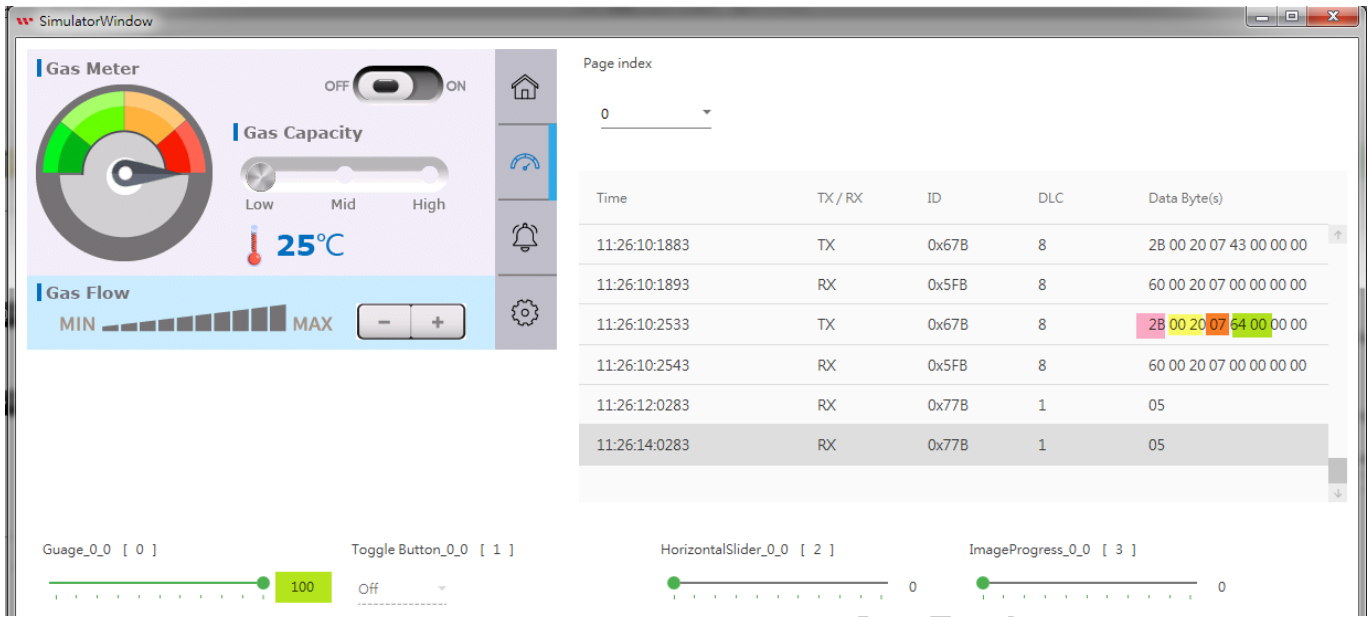 SimulatorWindow
Gas Meter
OFF ON
Gas Capacity
Low Mid High
25°C
Gas Flow
MIN MAX - +
Page index
0
Time TX / RX ID DLC Data Byte(s)
11:26:10:1883 TX 0x67B 8 2B 00 20 07 43 00 00 00
11:26:10:1893 RX 0x5FB 8 60 00 20 07 00 00 00 00
11:26:10:2533 TX 0x67B 8 2B 00 20 07 64 00 00 00
11:26:10:2543 RX 0x5FB 8 60 00 20 07 00 00 00 00
11:26:12:0283 RX 0x77B 1 05
11:26:14:0283 RX 0x77B 1 05
Guage_0_0 [ 0 ] Toggle Button_0_0 [ 1 ] HorizontalSlider_0_0 [ 2 ] ImageProgress_0_0 [ 3 ]
100 Off 0 0